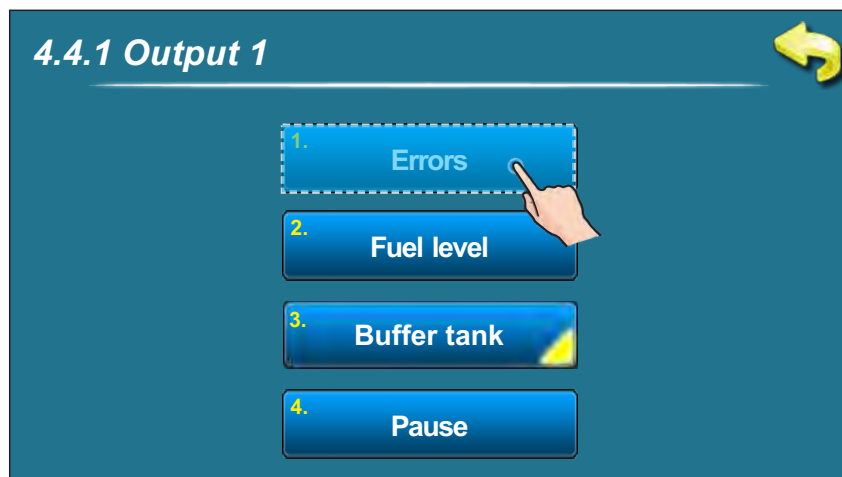 4.4.1 Output 1
1.
Errors
2.
Fuel level
3.
Buffer tank
4.
Pause